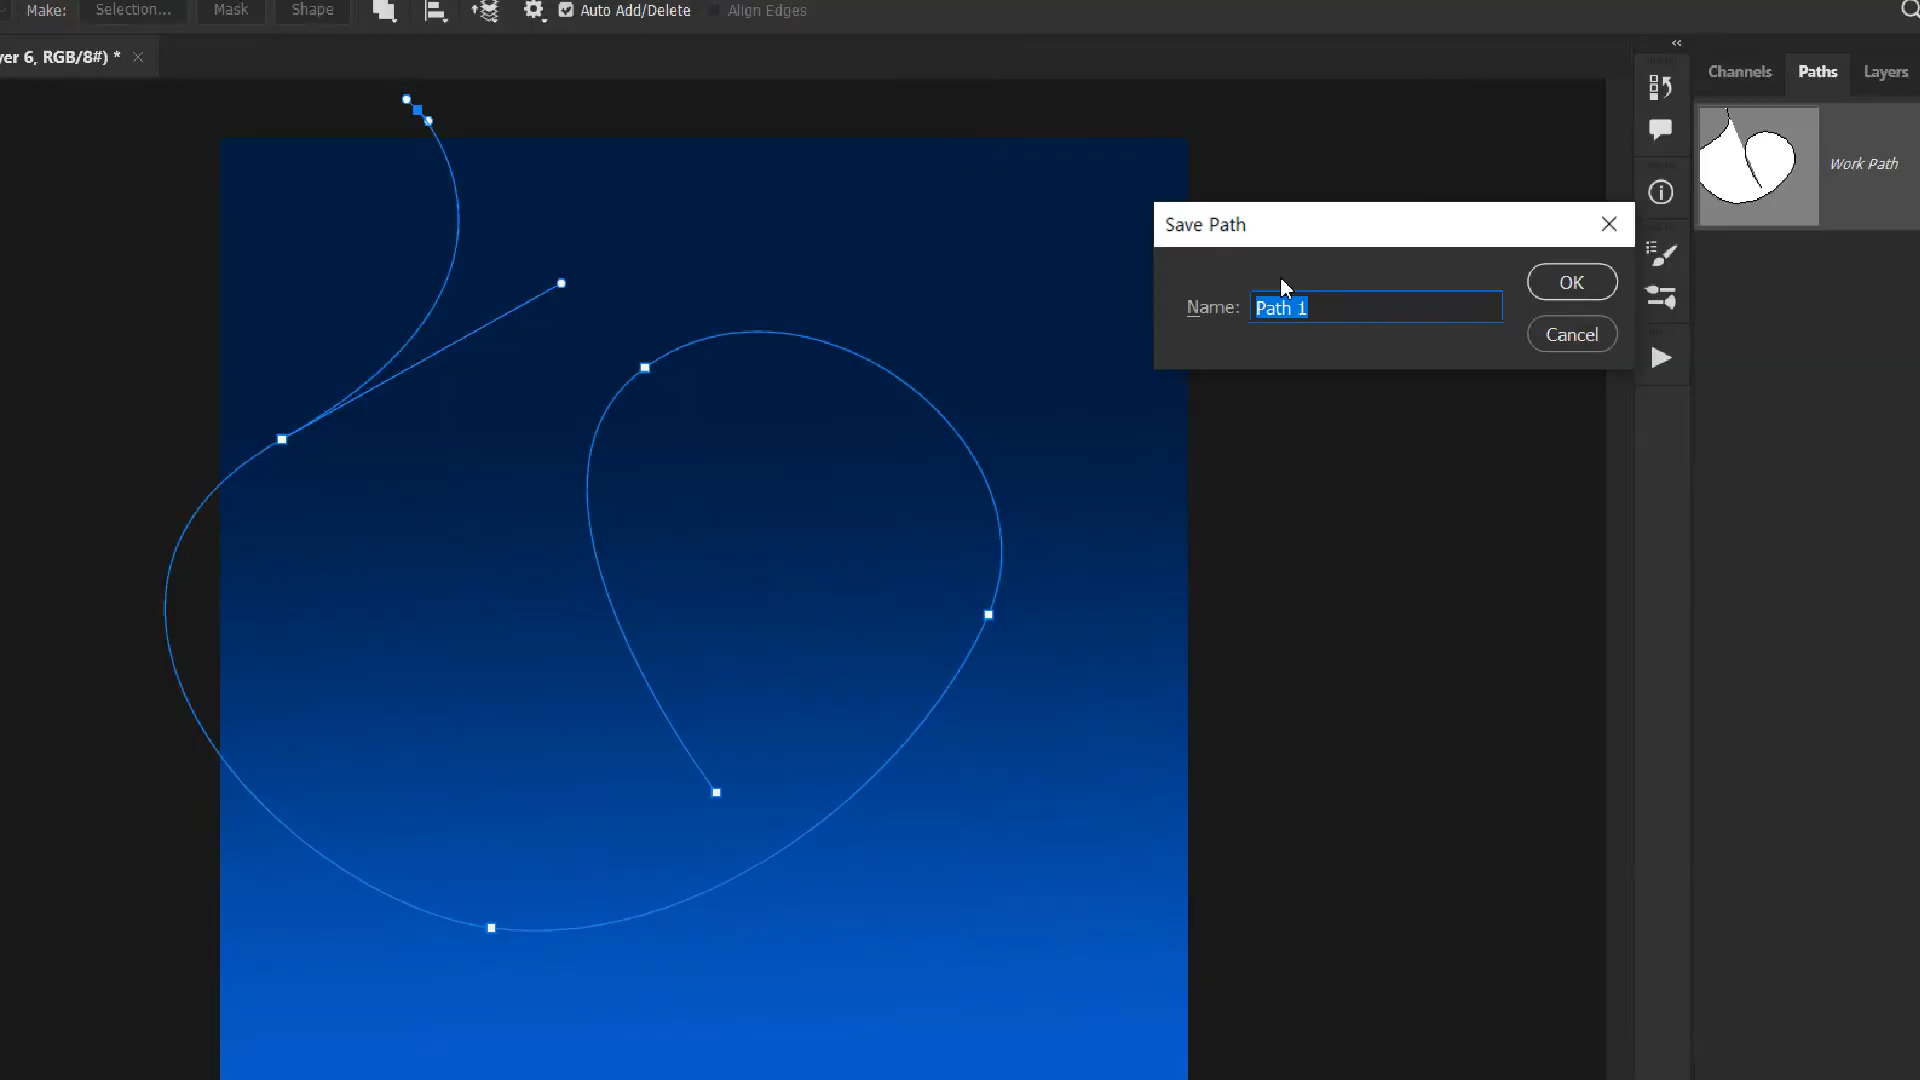 Make: Selection... Mask Shape Auto Add/Delete Align Edges
yer 6, RGB/8#) *
Channels Paths Layers
Work Path
Save Path
Name: Path 1
OK
Cancel